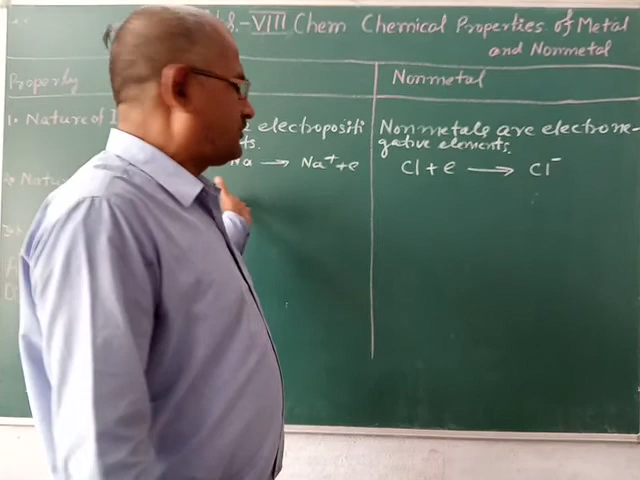 VIII Chem Chemical Properties of Metal
and Nonmetal
Property
Nonmetal
1. Nature of
electropositi
ts.
Na → Na⁺+e
Nonmetals are electrone-
gative elements.
Cl + e → Cl⁻